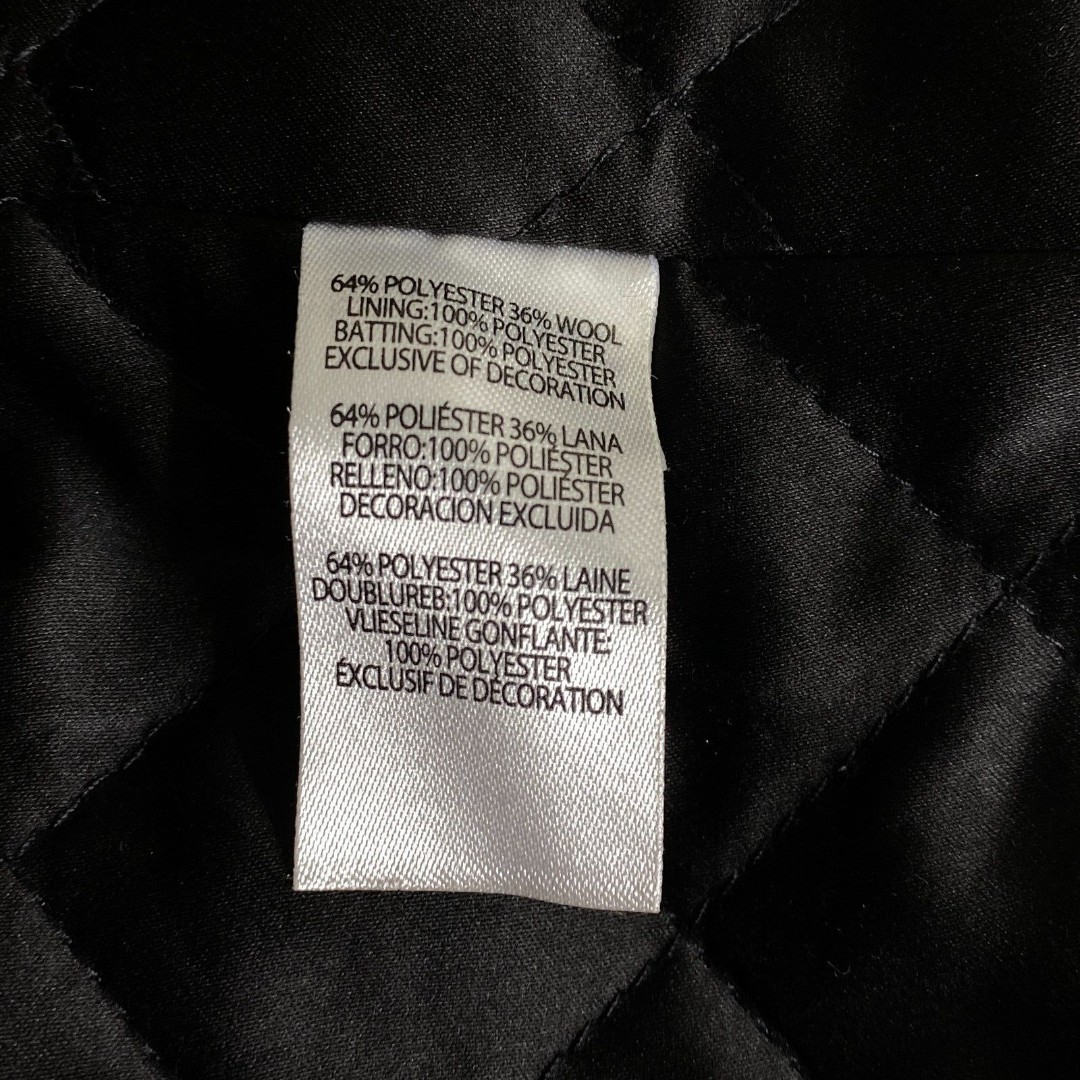 64% POLYESTER 36% WOOL
LINING:100% POLYESTER
BATTING:100% POLYESTER
EXCLUSIVE OF DECORATION
64% POLIÉSTER 36% LANA
FORRO:100% POLIÉSTER
RELLENO:100% POLIÉSTER
DECORACION EXCLUIDA
64% POLYESTER 36% LAINE
DOUBLUREB:100% POLYESTER
VLIESELINE GONFLANTE:
100% POLYESTER
EXCLUSIF DE DÉCORATION